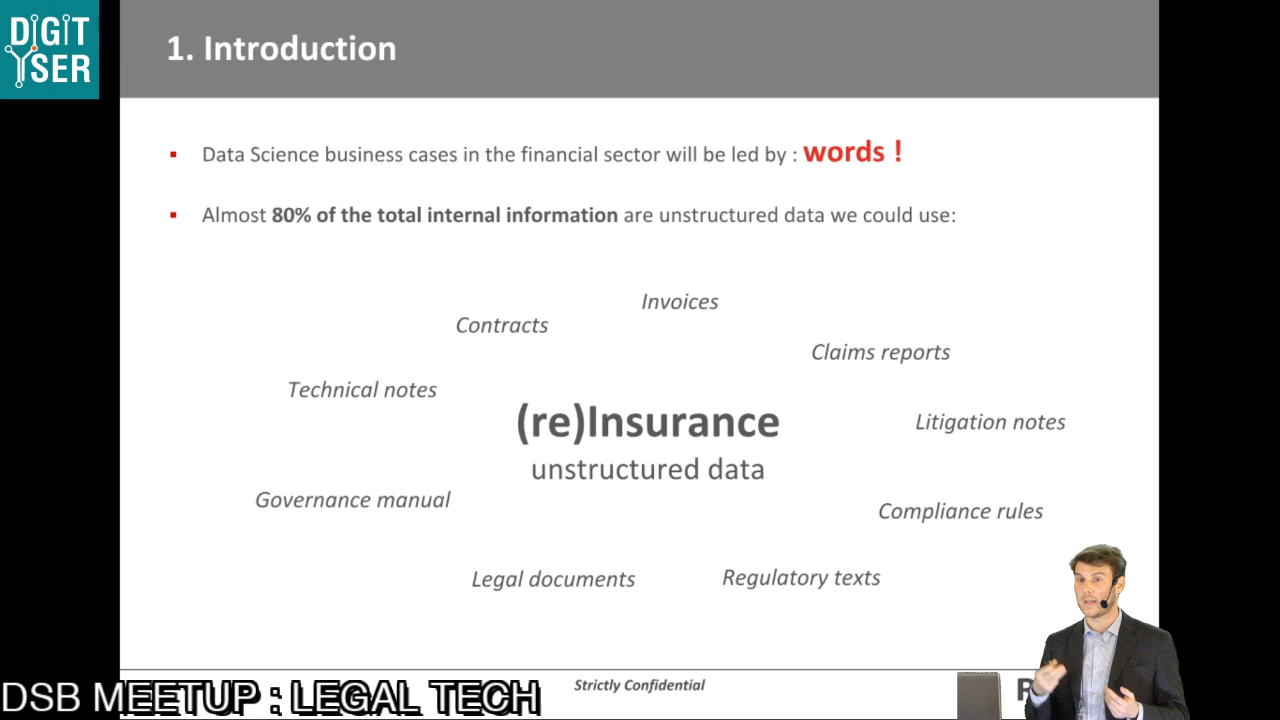 DIGIT
YSER
1. Introduction
▪ Data Science business cases in the financial sector will be led by : words !
▪ Almost 80% of the total internal information are unstructured data we could use:
Invoices
Contracts
Claims reports
Technical notes
(re)Insurance
Litigation notes
unstructured data
Governance manual
Compliance rules
Legal documents
Regulatory texts
Strictly Confidential
DSB MEETUP : LEGAL TECH